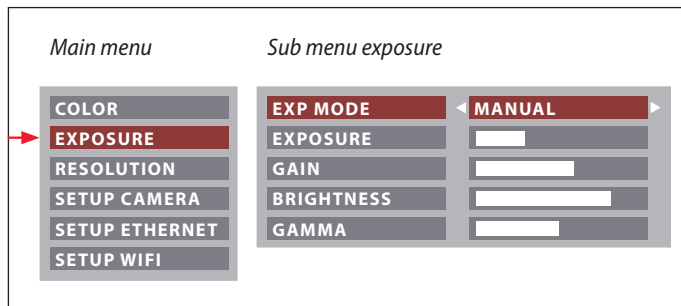 Main menu
Sub menu exposure
COLOR
EXPOSURE
RESOLUTION
SETUP CAMERA
SETUP ETHERNET
SETUP WIFI
EXP MODE MANUAL
EXPOSURE
GAIN
BRIGHTNESS
GAMMA